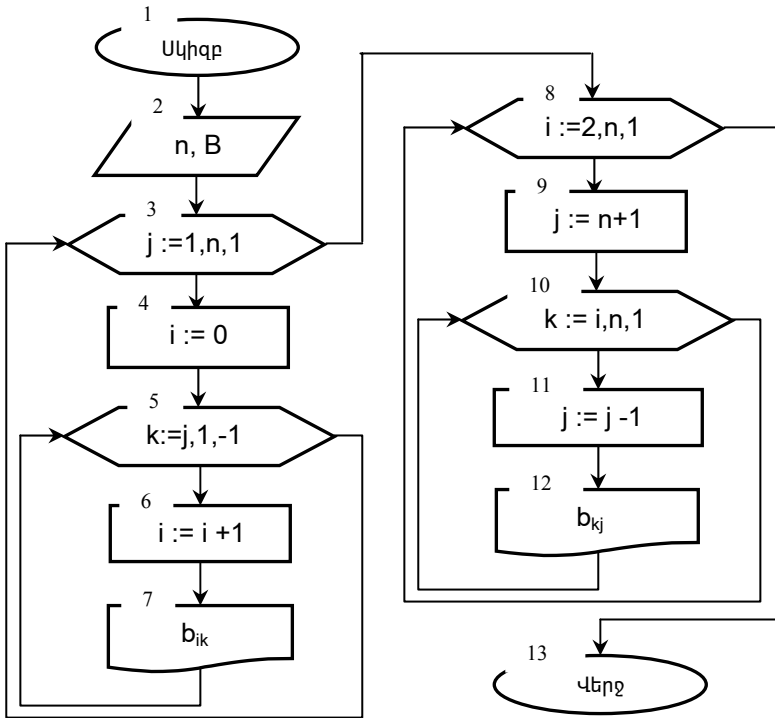 1
Սկիզբ
2
n, B
3
j :=1,n,1
4
i := 0
5
k:=j,1,-1
6
i := i +1
7
b_ik
8
i :=2,n,1
9
j := n+1
10
k := i,n,1
11
j := j -1
12
b_kj
13
Վերջ